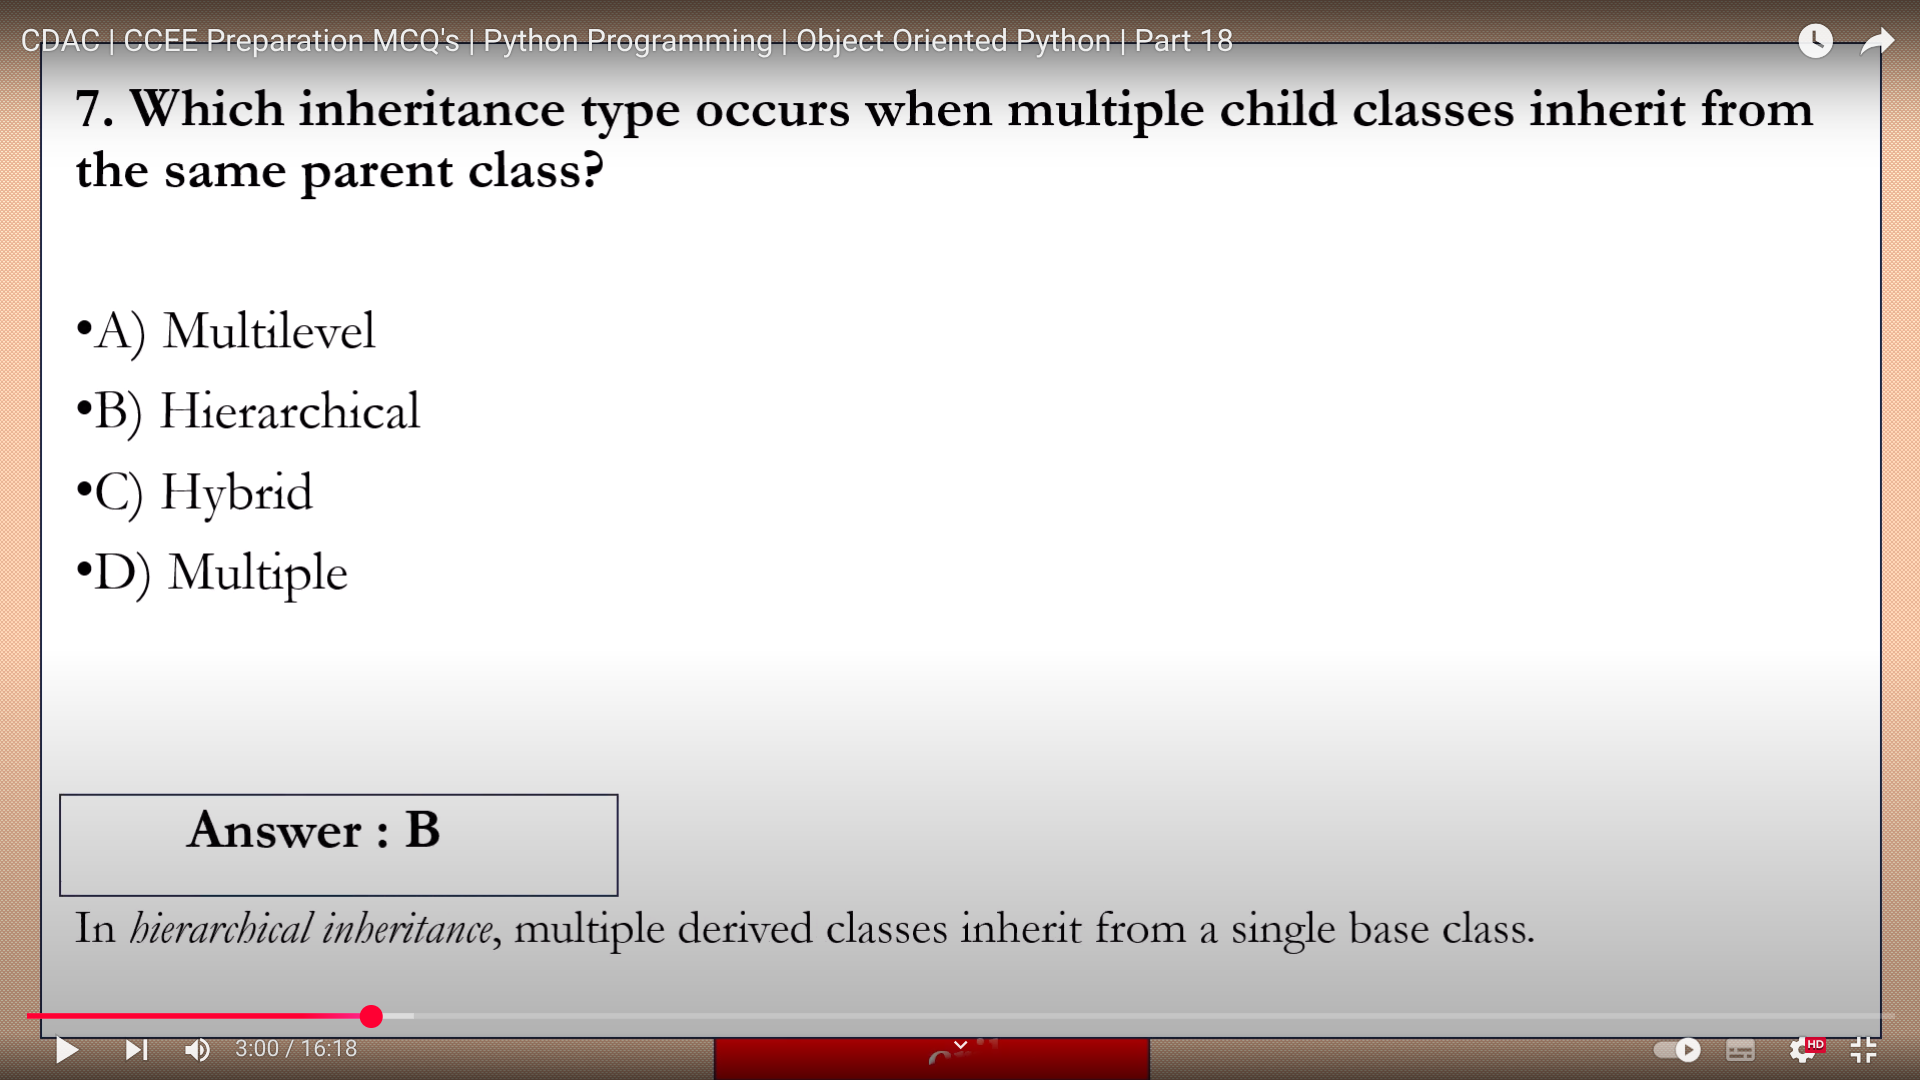 CDAC | CCEE Preparation MCQ's | Python Programming | Object Oriented Python | Part 18
7. Which inheritance type occurs when multiple child classes inherit from
the same parent class?
•A) Multilevel
•B) Hierarchical
•C) Hybrid
•D) Multiple
Answer : B
In hierarchical inheritance, multiple derived classes inherit from a single base class.
3:00 / 16:18
HD